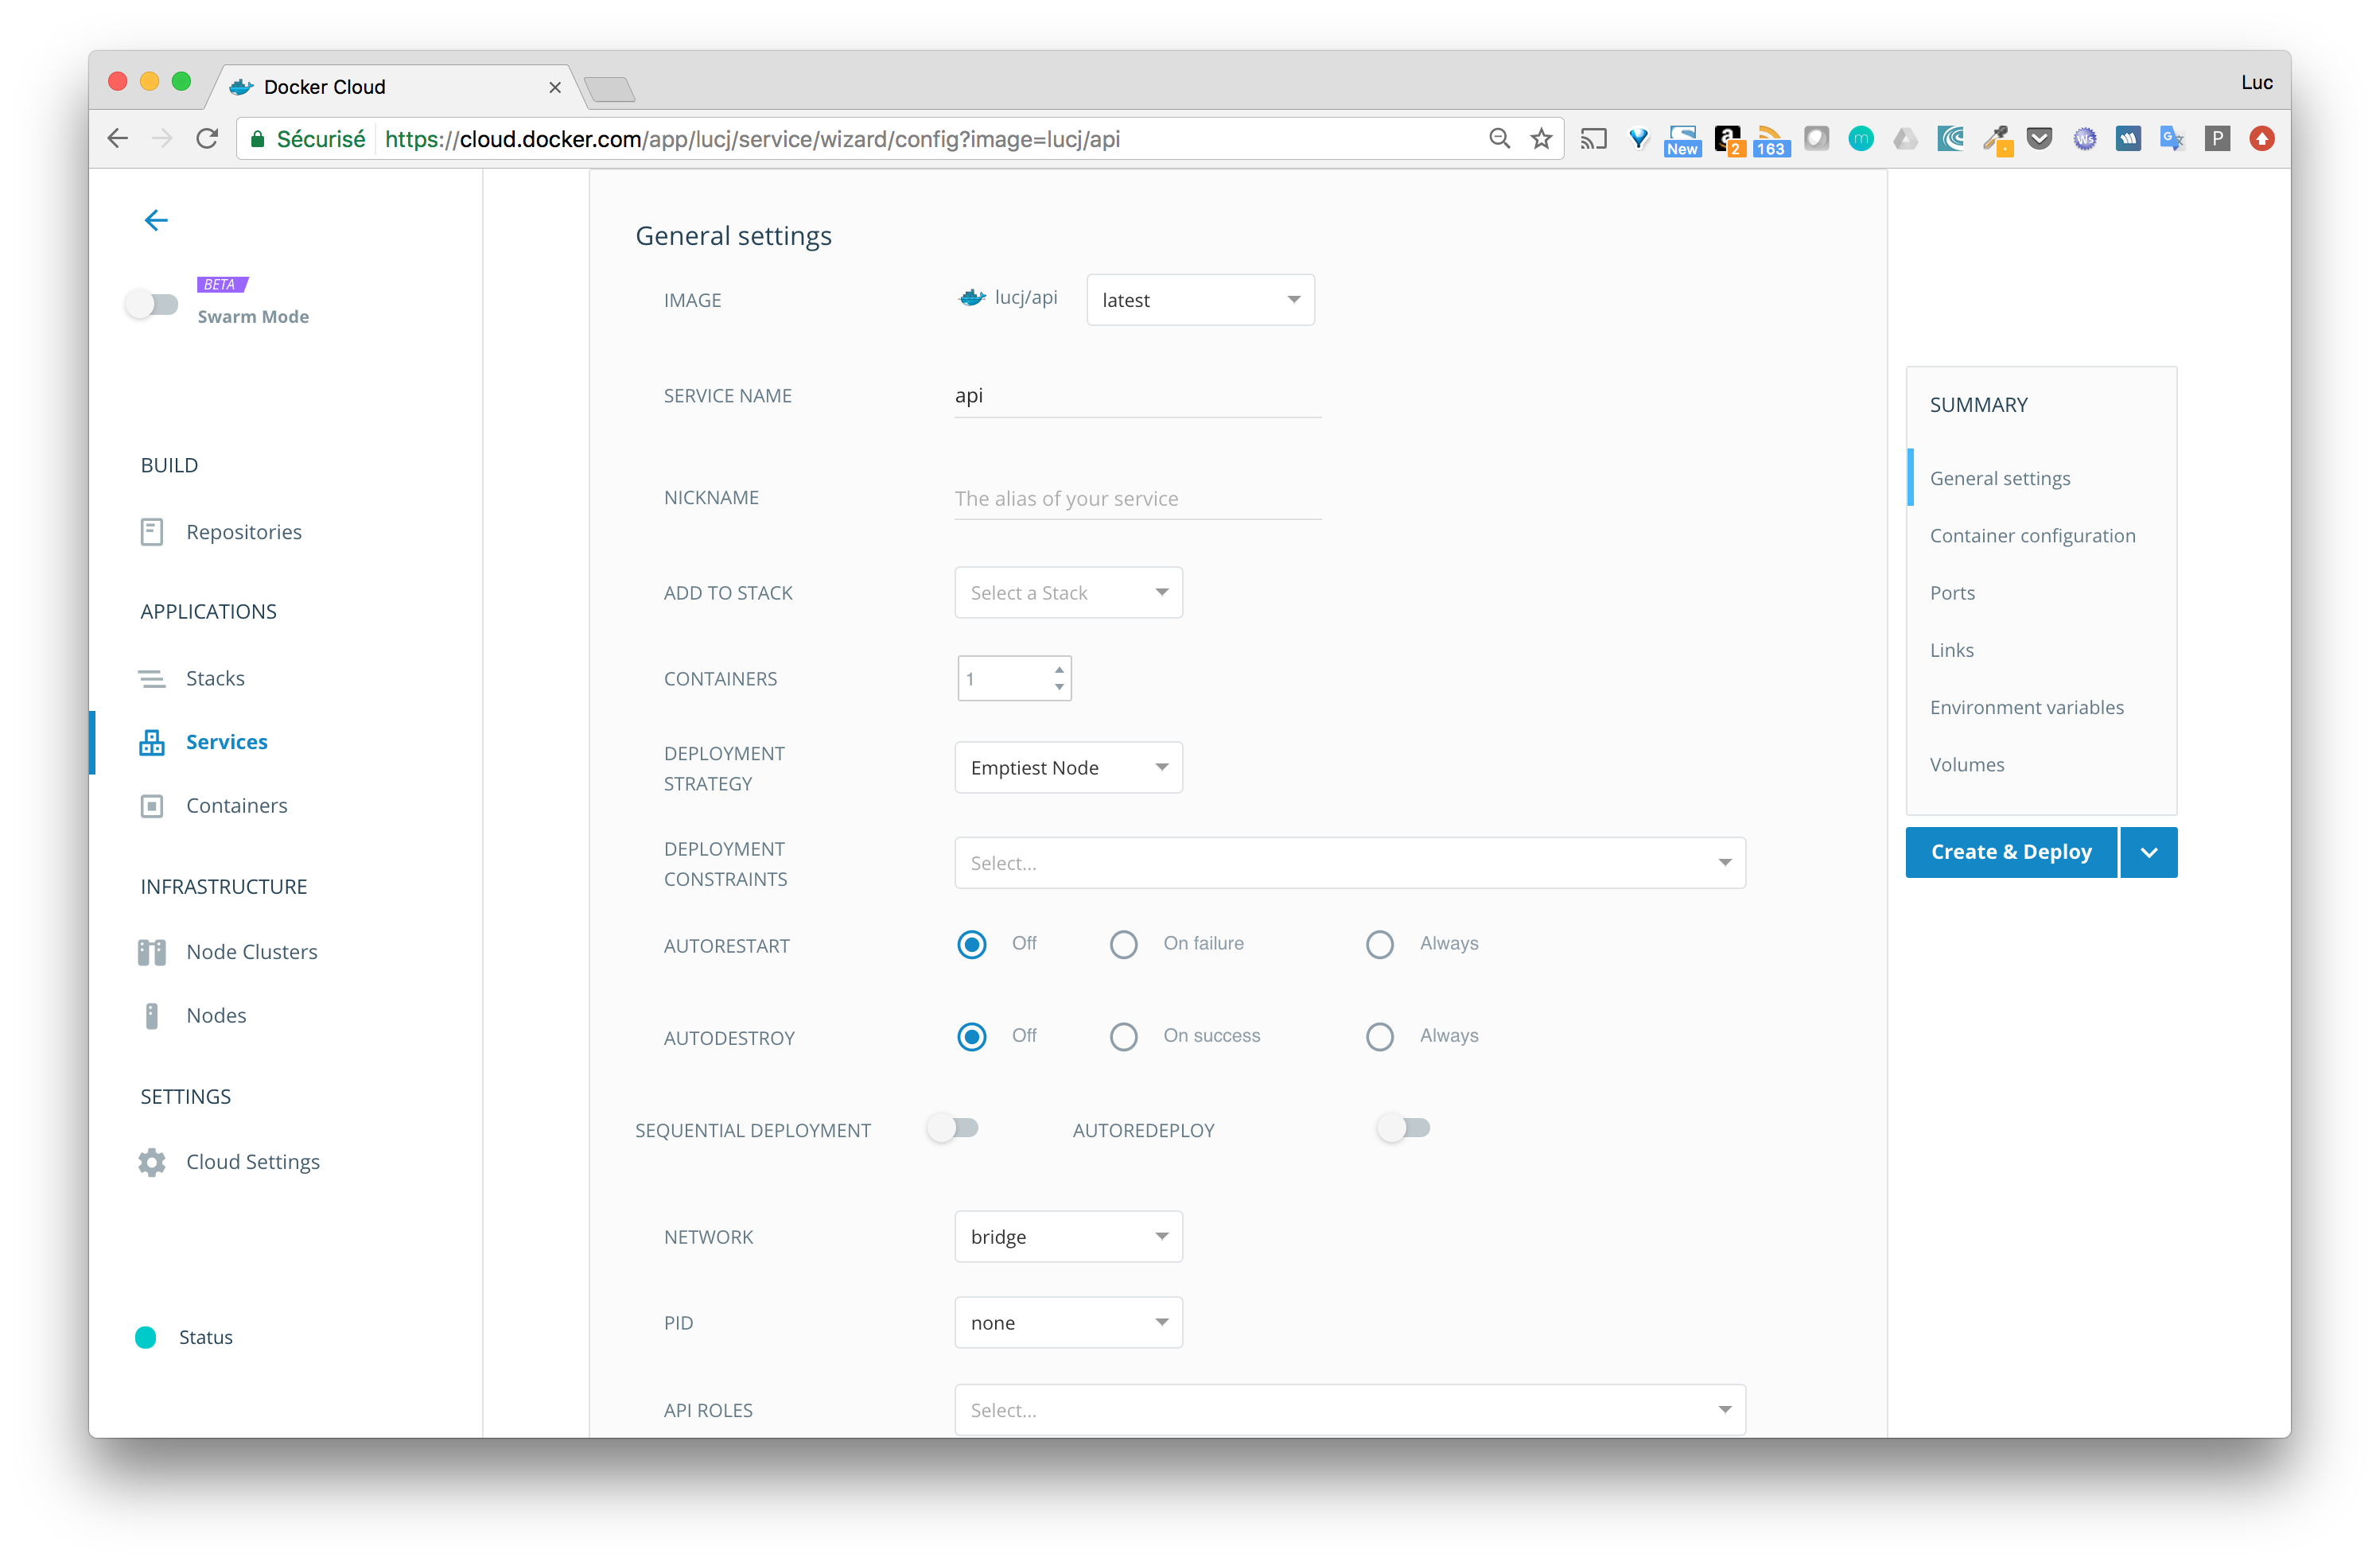 Docker Cloud
Luc
Sécurisé https://cloud.docker.com/app/lucj/service/wizard/config?image=lucj/api
New
a 2
163
m
Ws
G
P
BETA
Swarm Mode
BUILD
Repositories
APPLICATIONS
Stacks
Services
Containers
INFRASTRUCTURE
Node Clusters
Nodes
SETTINGS
Cloud Settings
Status
General settings
IMAGE lucj/api latest
SERVICE NAME api
NICKNAME The alias of your service
ADD TO STACK Select a Stack
CONTAINERS 1
DEPLOYMENT
STRATEGY
Emptiest Node
DEPLOYMENT
CONSTRAINTS
Select...
AUTORESTART Off On failure Always
AUTODESTROY Off On success Always
SEQUENTIAL DEPLOYMENT AUTOREDEPLOY
NETWORK bridge
PID none
API ROLES Select...
SUMMARY
General settings
Container configuration
Ports
Links
Environment variables
Volumes
Create & Deploy